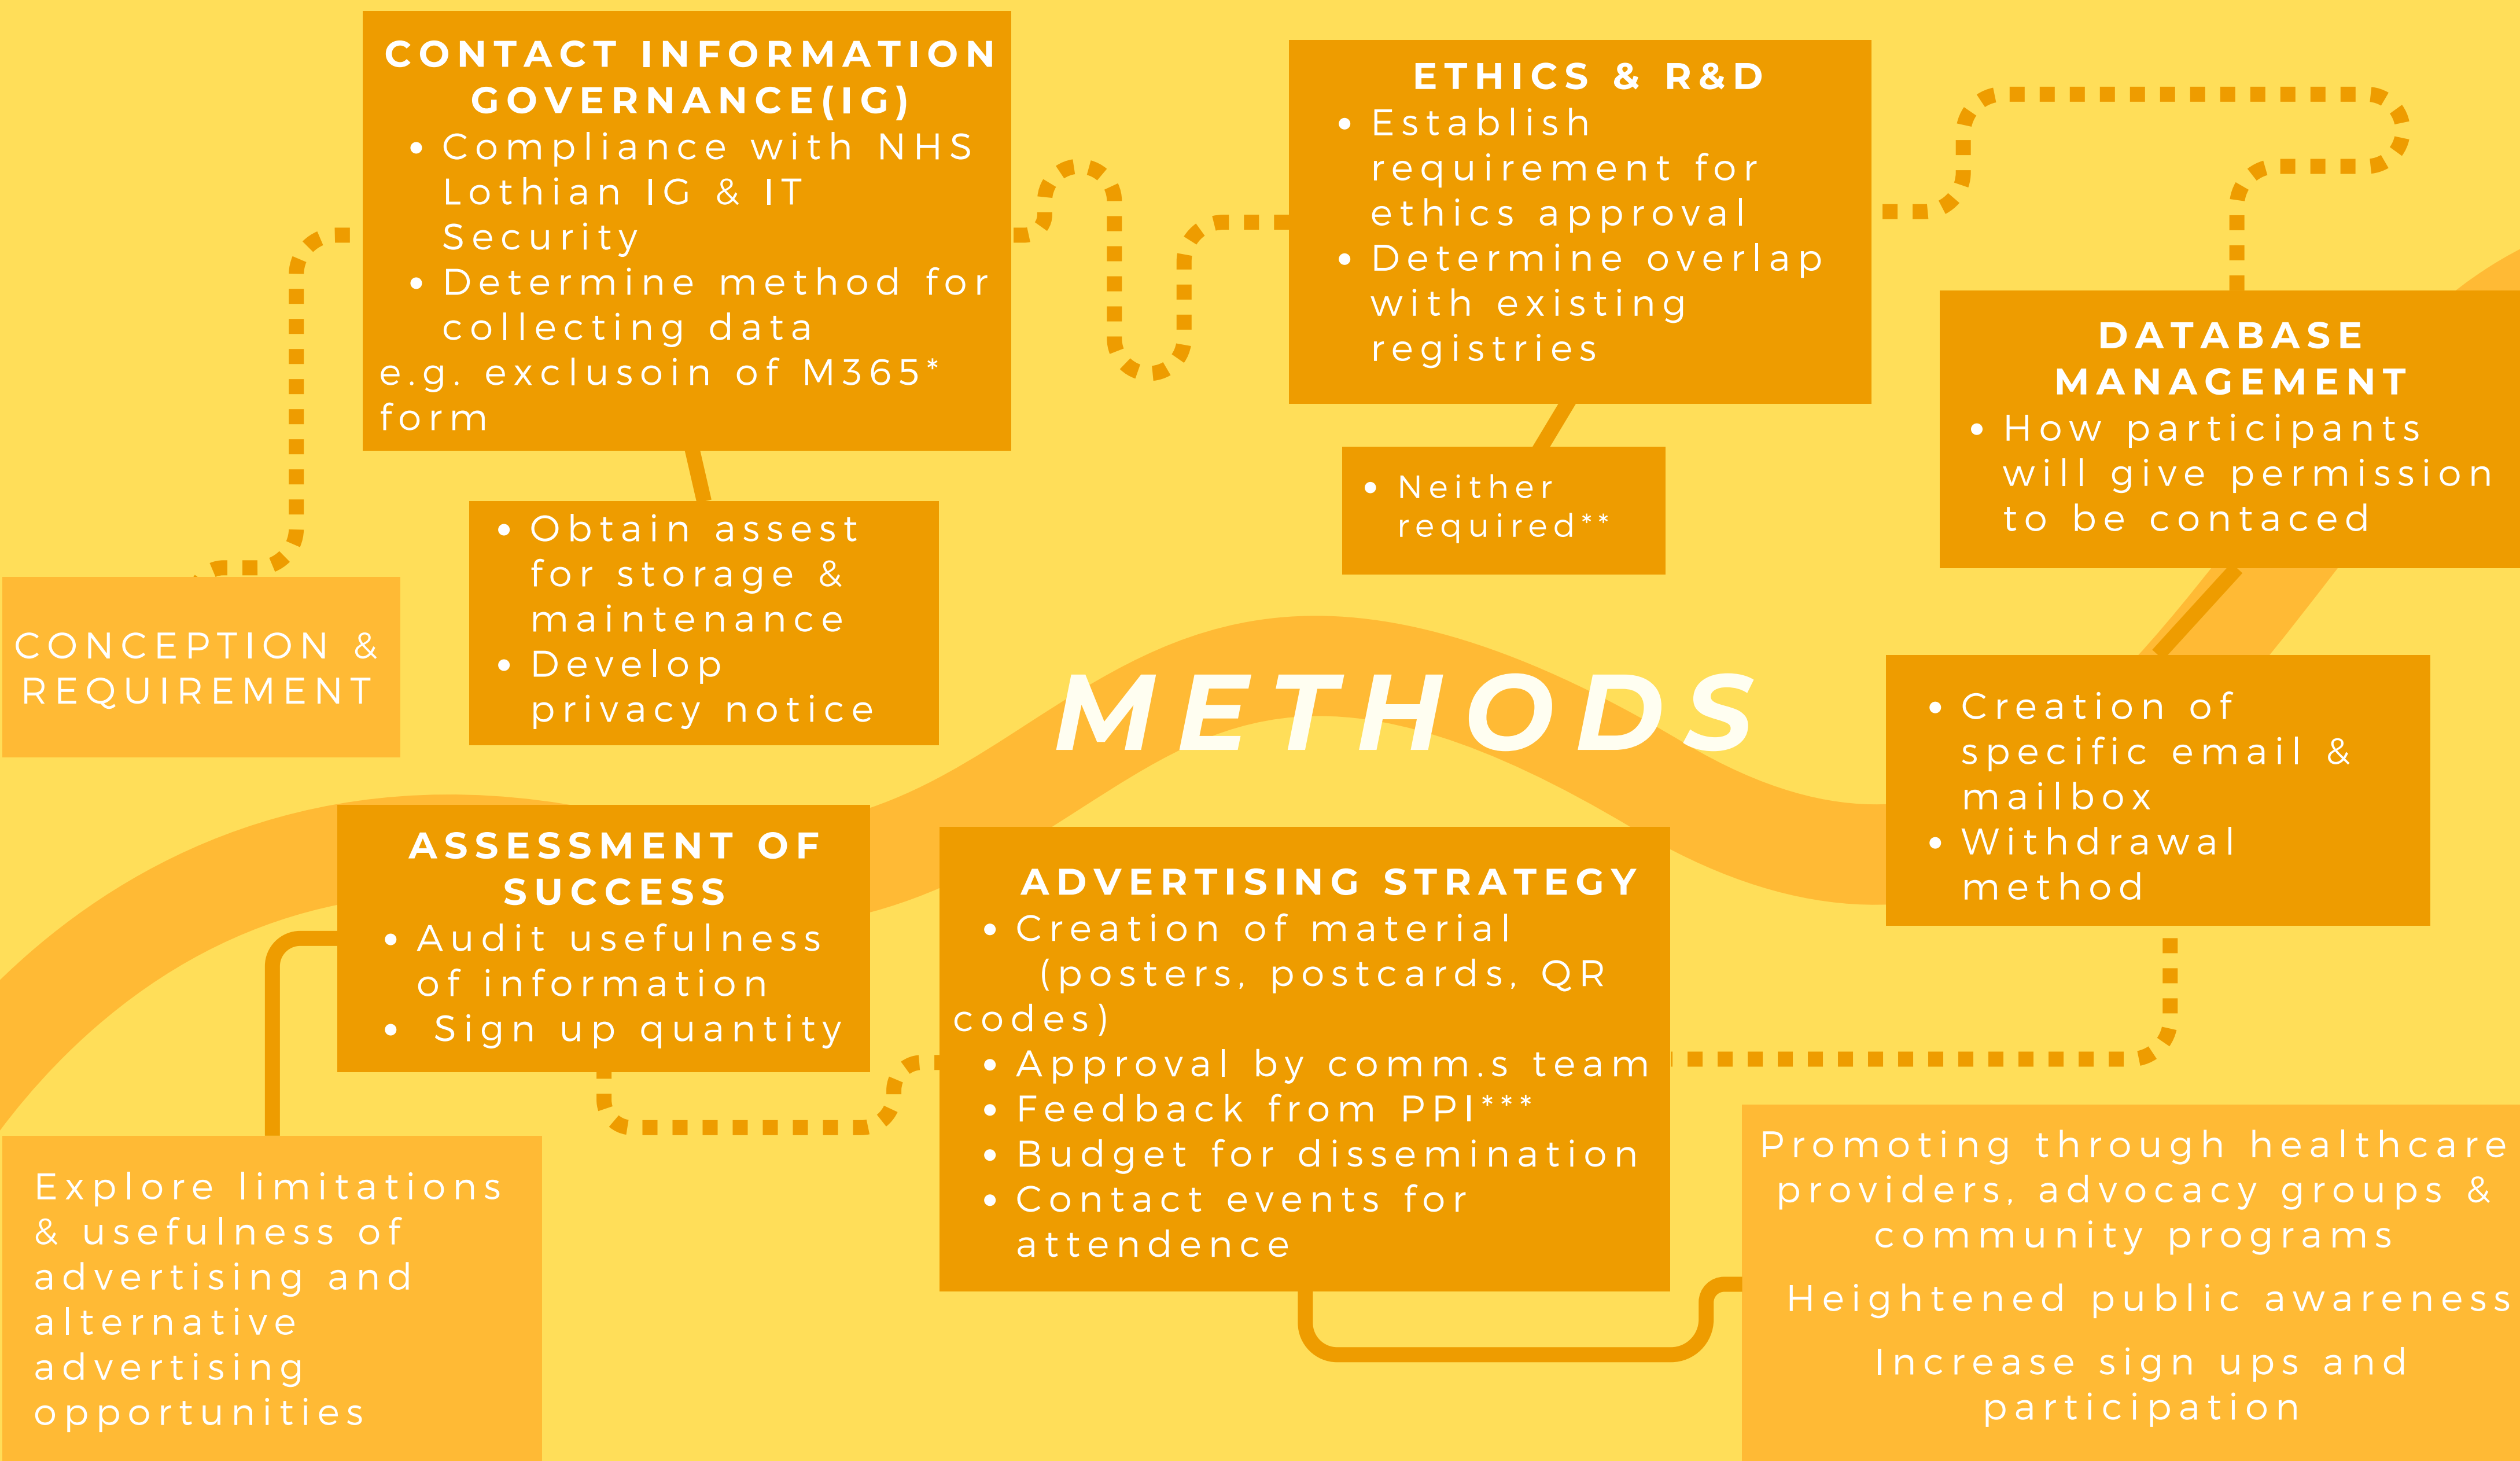 CONTACT INFORMATION
GOVERNANCE(IG)
• Compliance with NHS
Lothian IG & IT
Security
• Determine method for
collecting data
e.g. exclusoin of M365*
form
ETHICS & R&D
• Establish
requirement for
ethics approval
• Determine overlap
with existing
registries
DATABASE
MANAGEMENT
• How participants
will give permission
to be contaced
• Neither
required**
• Obtain assest
for storage &
maintenance
• Develop
privacy notice
CONCEPTION &
REQUIREMENT
METHODS
• Creation of
specific email &
mailbox
• Withdrawal
method
ASSESSMENT OF
SUCCESS
• Audit usefulness
of information
• Sign up quantity
ADVERTISING STRATEGY
• Creation of material
(posters, postcards, QR
codes)
• Approval by comm.s team
• Feedback from PPI***
• Budget for dissemination
• Contact events for
attendence
Explore limitations
& usefulness of
advertising and
alternative
advertising
opportunities
Promoting through healthcare
providers, advocacy groups &
community programs
Heightened public awareness
Increase sign ups and
participation